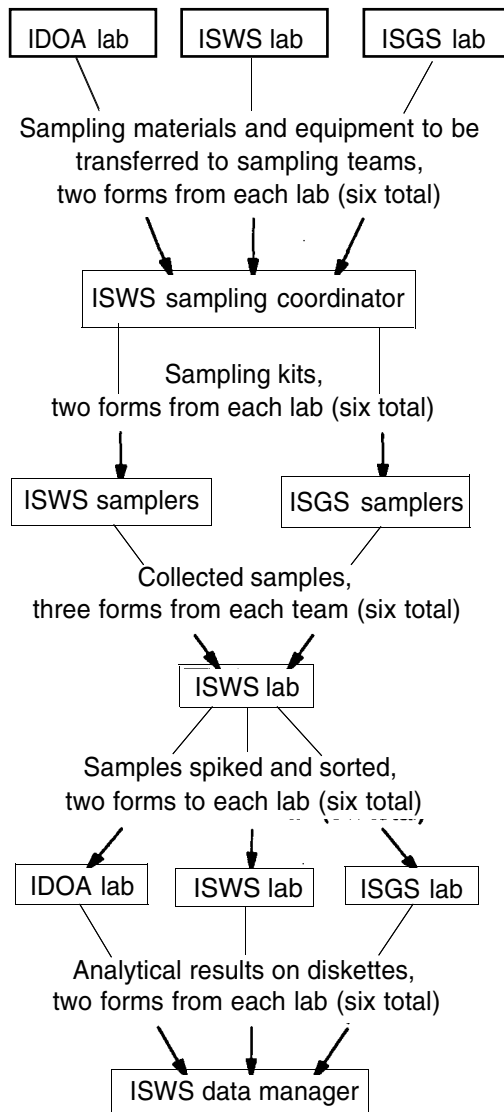 IDOA lab ISWS lab ISGS lab
Sampling materials and equipment to be
transferred to sampling teams,
two forms from each lab (six total)
ISWS sampling coordinator
Sampling kits,
two forms from each lab (six total)
ISWS samplers ISGS samplers
Collected samples,
three forms from each team (six total)
ISWS lab
Samples spiked and sorted,
two forms to each lab (six total)
IDOA lab ISWS lab ISGS lab
Analytical results on diskettes,
two forms from each lab (six total)
ISWS data manager